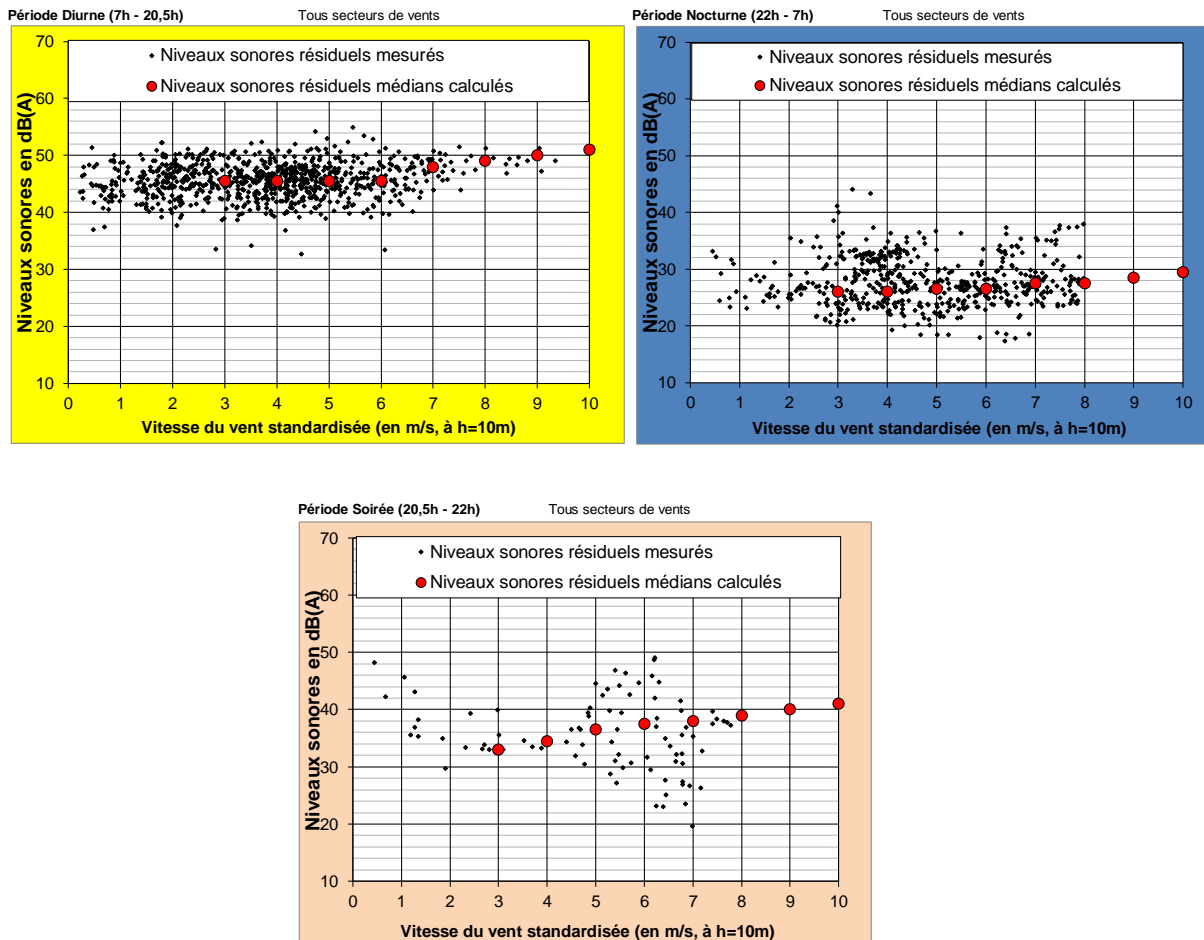 Période Diurne (7h - 20,5h) Tous secteurs de vents
70
60
50
40
30
20
10
Niveaux sonores en dB(A)
Niveaux sonores résiduels mesurés
Niveaux sonores résiduels médians calculés
0 1 2 3 4 5 6 7 8 9 10
Vitesse du vent standardisée (en m/s, à h=10m)
Période Nocturne (22h - 7h) Tous secteurs de vents
70
60
50
40
30
20
10
Niveaux sonores en dB(A)
Niveaux sonores résiduels mesurés
Niveaux sonores résiduels médians calculés
0 1 2 3 4 5 6 7 8 9 10
Vitesse du vent standardisée (en m/s, à h=10m)
Période Soirée (20,5h - 22h) Tous secteurs de vents
70
60
50
40
30
20
10
Niveaux sonores en dB(A)
Niveaux sonores résiduels mesurés
Niveaux sonores résiduels médians calculés
0 1 2 3 4 5 6 7 8 9 10
Vitesse du vent standardisée (en m/s, à h=10m)